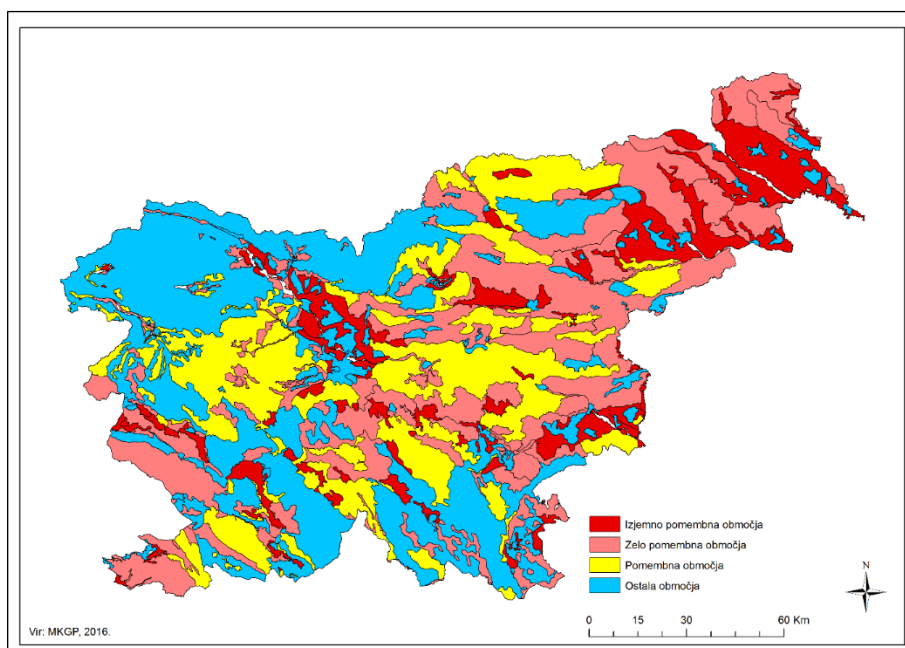 Izjemno pomembna območja
Zelo pomembna območja
Pomembna območja
Ostala območja
N
0 15 30 60 Km
Vir: MKGP, 2016.